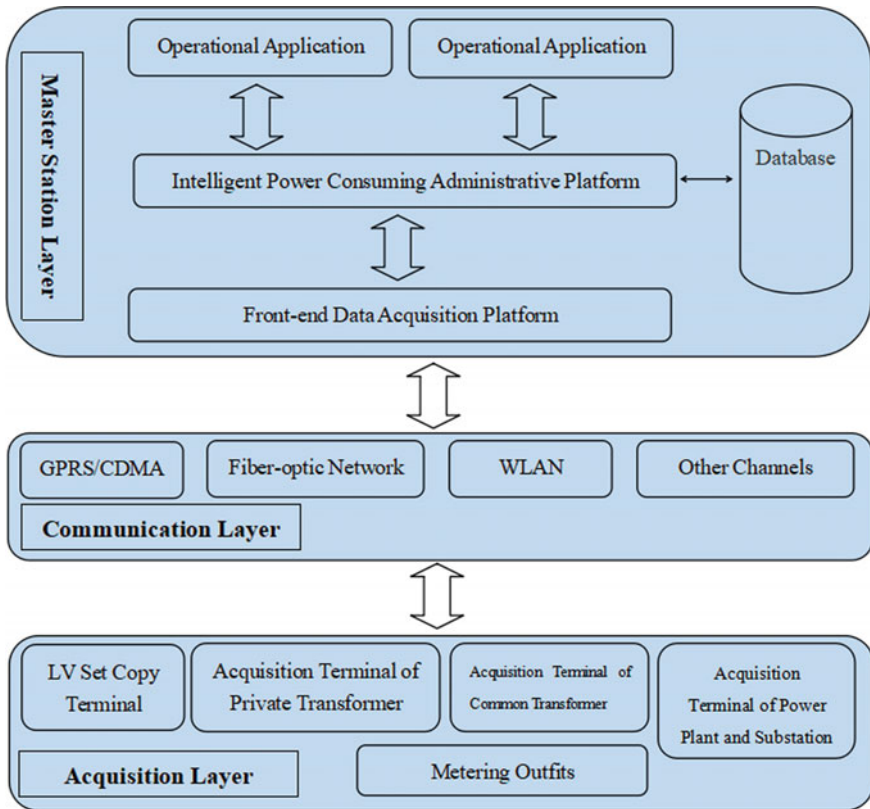 Operational Application
Operational Application
Master Station Layer
Intelligent Power Consuming Administrative Platform
Database
Front-end Data Acquisition Platform
GPRS/CDMA
Fiber-optic Network
WLAN
Other Channels
Communication Layer
LV Set Copy
Terminal
Acquisition Terminal of
Private Transformer
Acquisition Terminal of
Common Transformer
Acquisition
Terminal of Power
Plant and Substation
Metering Outfits
Acquisition Layer